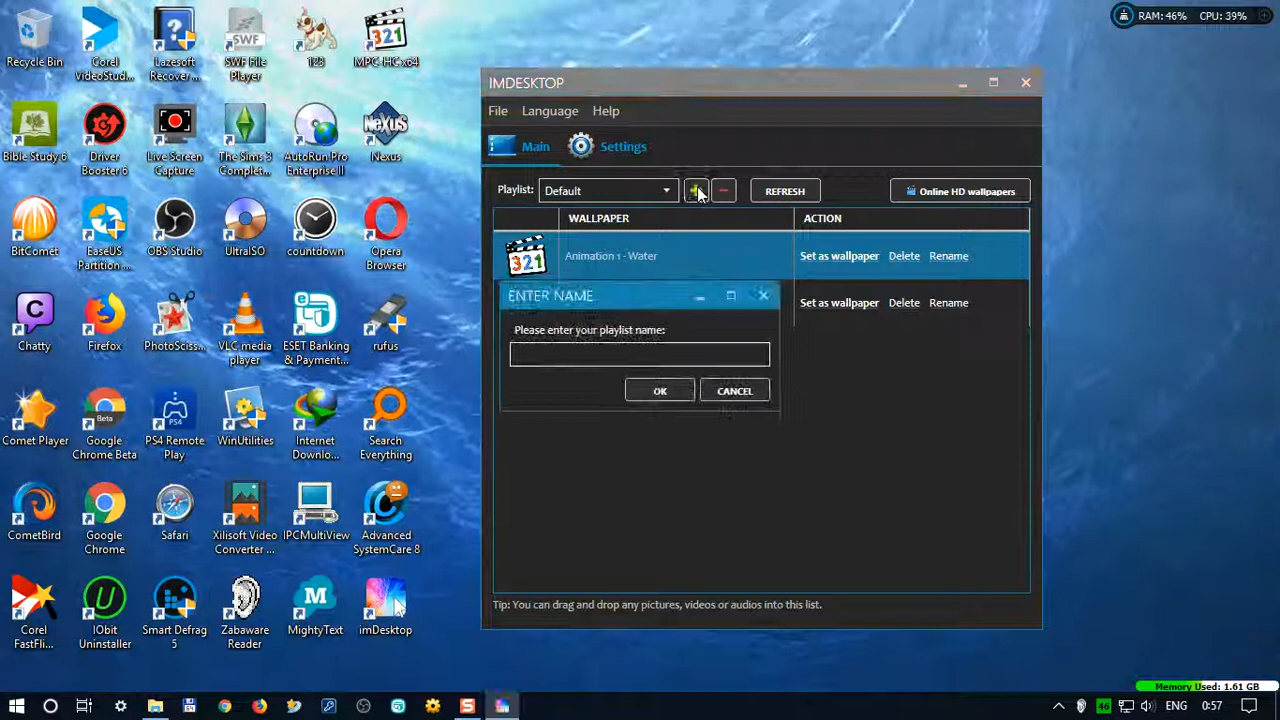 RAM: 46% CPU: 39%
Recycle Bin
Corel VideoStud...
Lazesoft Recover...
SWF
SWF File Player
123
321
MPC-HC x64
IMDESKTOP
File Language Help
Main Settings
Playlist: Default REFRESH Online HD wallpapers
WALLPAPER ACTION
321 Animation 1 - Water Set as wallpaper Delete Rename
ENTER NAME
Set as wallpaper Delete Rename
Please enter your playlist name:
OK CANCEL
Tip: You can drag and drop any pictures, videos or audios into this list.
Bible Study 6
Driver Booster 6
Live Screen Capture
The Sims 3 Complet...
AutoRun Pro Enterprise II
NeXus
Nexus
BitComet
EaseUS Partition ...
OBS Studio
UltraISO
countdown
Opera Browser
Chatty
Firefox
PhotoSciss...
VLC media player
ESET Banking & Payment...
rufus
Comet Player
Beta
Google Chrome Beta
PS4
PS4 Remote Play
WinUtilities
Internet Downlo...
Search Everything
CometBird
Google Chrome
Safari
Xilisoft Video Converter ...
IPCMultiView
Advanced SystemCare 8
Corel FastFli...
IObit Uninstaller
Smart Defrag 5
Zabaware Reader
M
MightyText
imDesktop
Memory Used: 1.61 GB
46 ENG 0:57